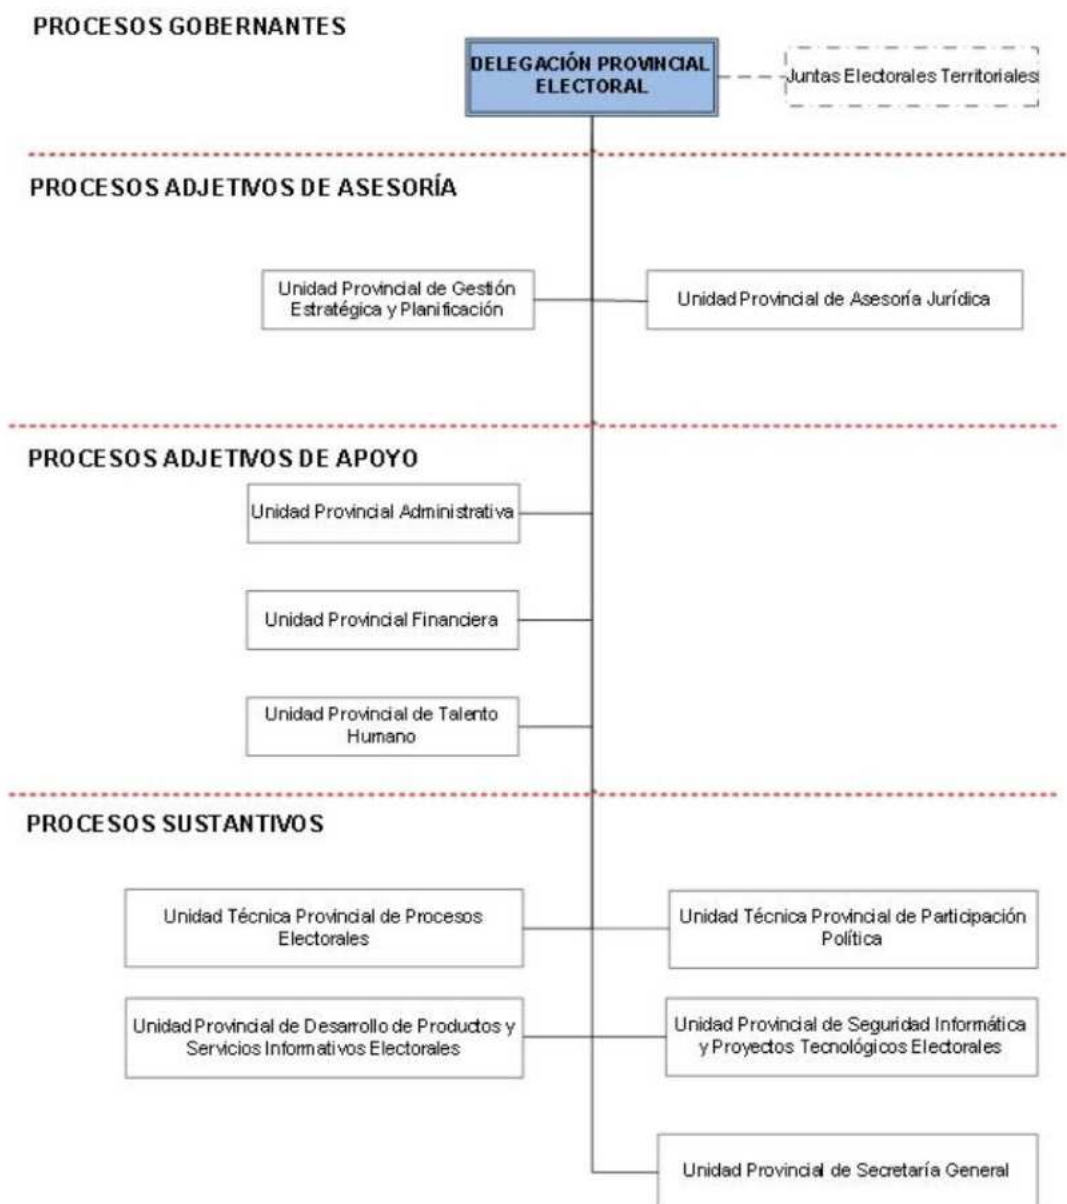 PROCESOS GOBERNANTES
DELEGACIÓN PROVINCIAL
ELECTORAL
Juntas Electorales Territoriales
PROCESOS ADJETIVOS DE ASESORÍA
Unidad Provincial de Gestión
Estratégica y Planificación
Unidad Provincial de Asesoría Jurídica
PROCESOS ADJETIVOS DE APOYO
Unidad Provincial Administrativa
Unidad Provincial Financiera
Unidad Provincial de Talento
Humano
PROCESOS SUSTANTIVOS
Unidad Técnica Provincial de Procesos
Electorales
Unidad Técnica Provincial de Participación
Política
Unidad Provincial de Desarrollo de Productos y
Servicios Informativos Electorales
Unidad Provincial de Seguridad Informática
y Proyectos Tecnológicos Electorales
Unidad Provincial de Secretaría General